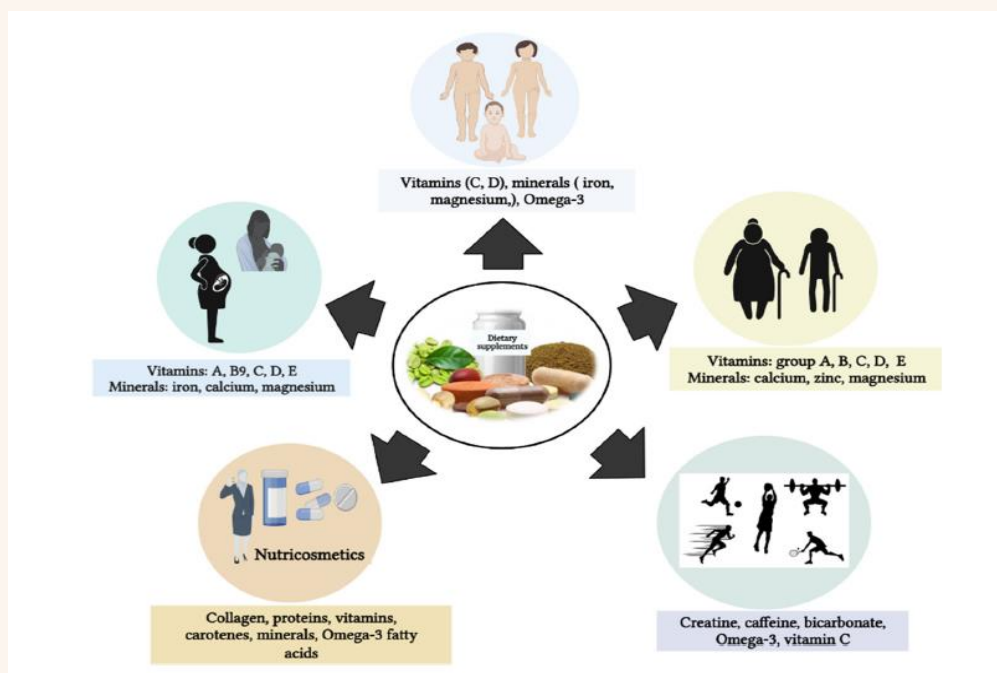 Vitamins (C, D), minerals ( iron,
magnesium,), Omega-3
Vitamins: A, B9, C, D, E
Minerals: iron, calcium, magnesium
Dietary
supplements
Vitamins: group A, B, C, D, E
Minerals: calcium, zinc, magnesium
Nutricosmetics
Collagen, proteins, vitamins,
carotenes, minerals, Omega-3 fatty
acids
Creatine, caffeine, bicarbonate,
Omega-3, vitamin C